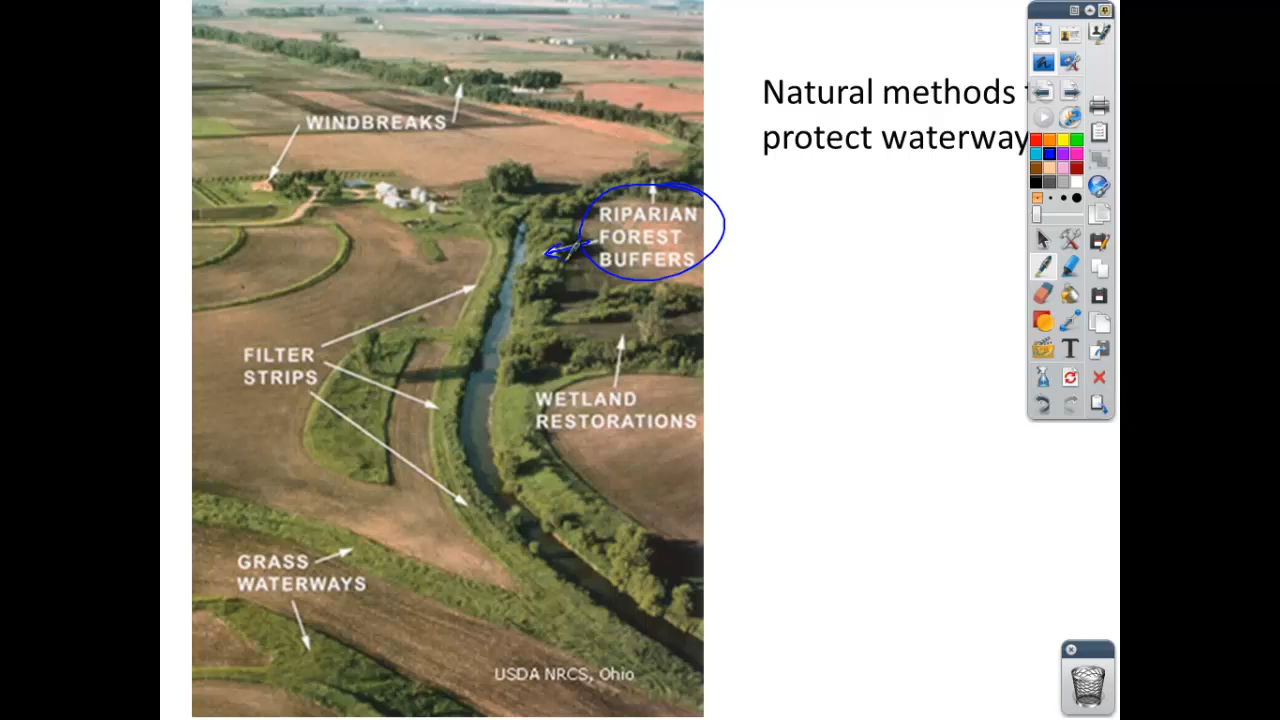 WINDBREAKS
RIPARIAN
FOREST
BUFFERS
FILTER
STRIPS
WETLAND
RESTORATIONS
GRASS
WATERWAYS
USDA NRCS, Ohio
Natural methods
protect waterway
T